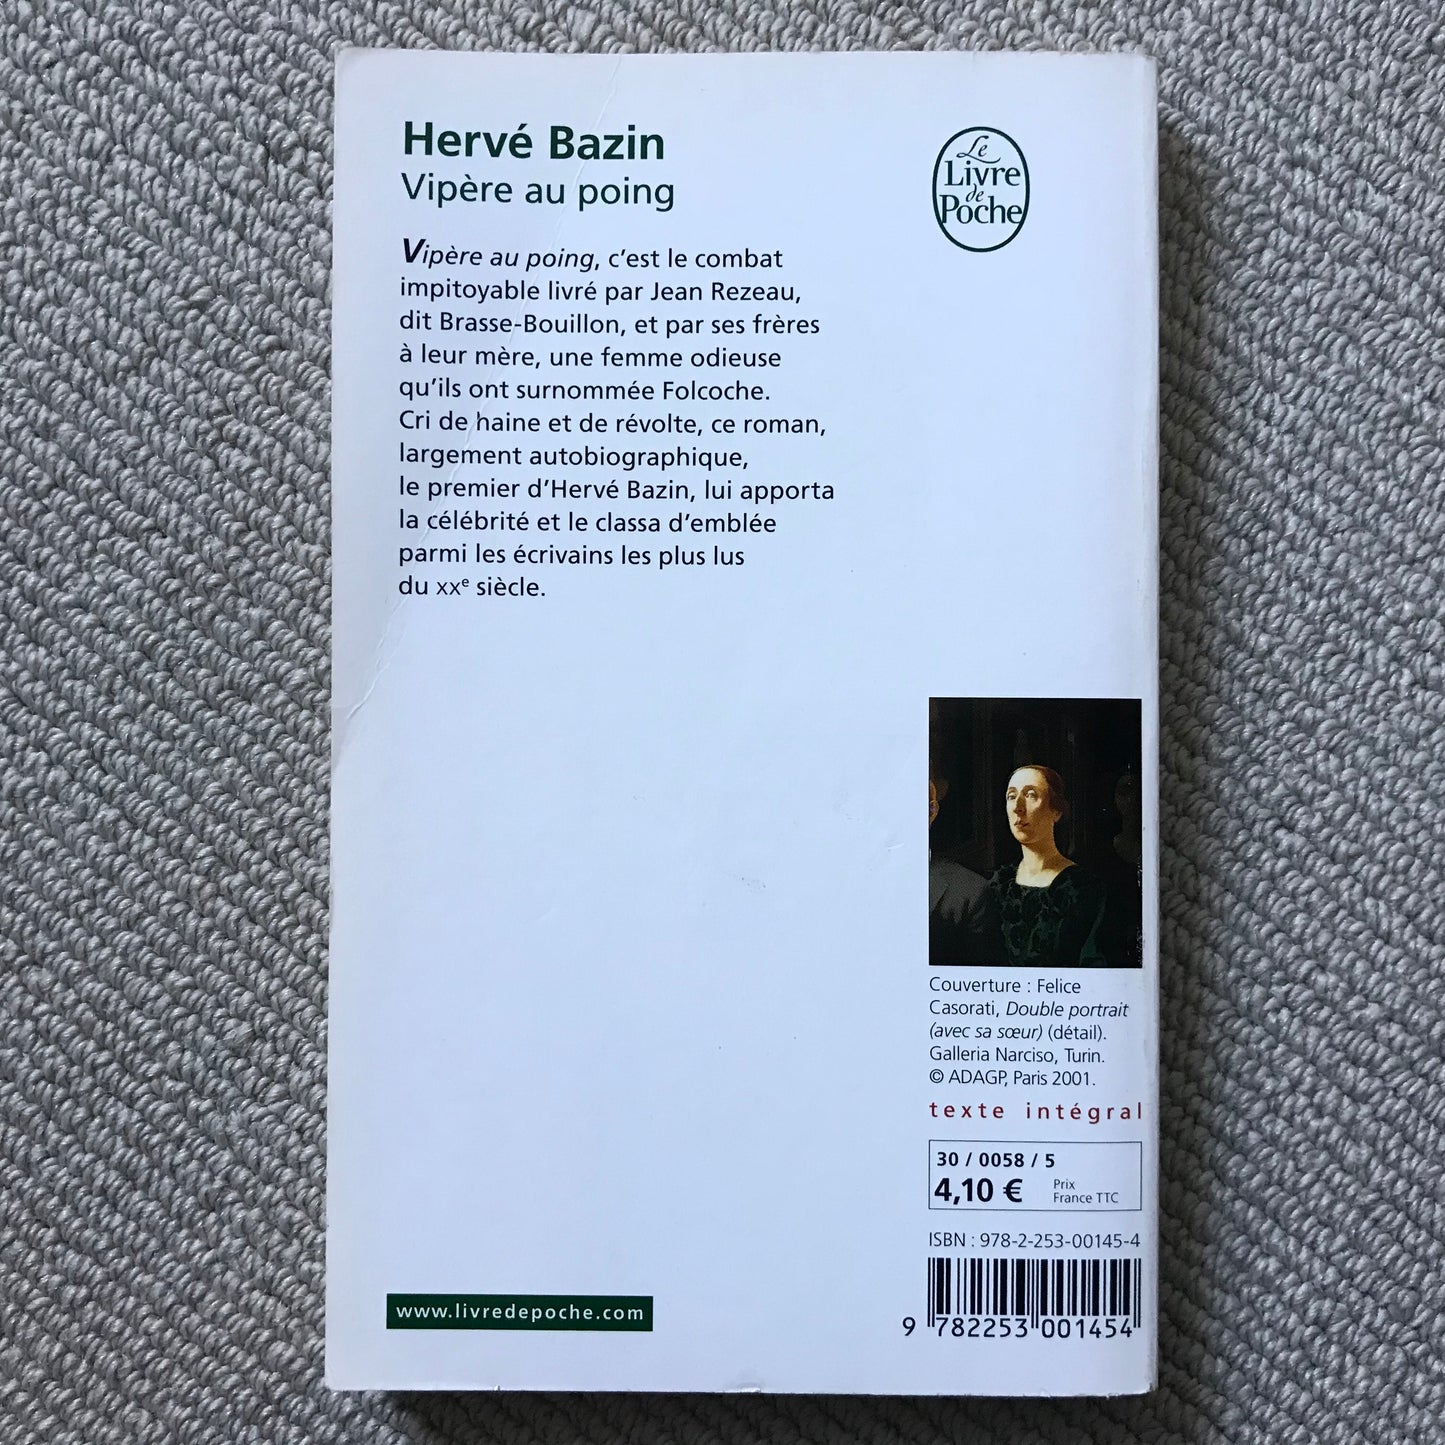 Hervé Bazin
Vipère au poing
Le
Livre
de
Poche
Vipère au poing, c'est le combat
impitoyable livré par Jean Rezeau,
dit Brasse-Bouillon, et par ses frères
à leur mère, une femme odieuse
qu'ils ont surnommée Folcoche.
Cri de haine et de révolte, ce roman,
largement autobiographique,
le premier d'Hervé Bazin, lui apporta
la célébrité et le classa d'emblée
parmi les écrivains les plus lus
du XXe siècle.
Couverture : Felice
Casorati, Double portrait
(avec sa sœur) (détail).
Galleria Narciso, Turin.
© ADAGP, Paris 2001.
texte intégral
30 / 0058 / 5
4,10 € Prix
France TTC
ISBN : 978-2-253-00145-4
9 782253 001454
www.livredepoche.com